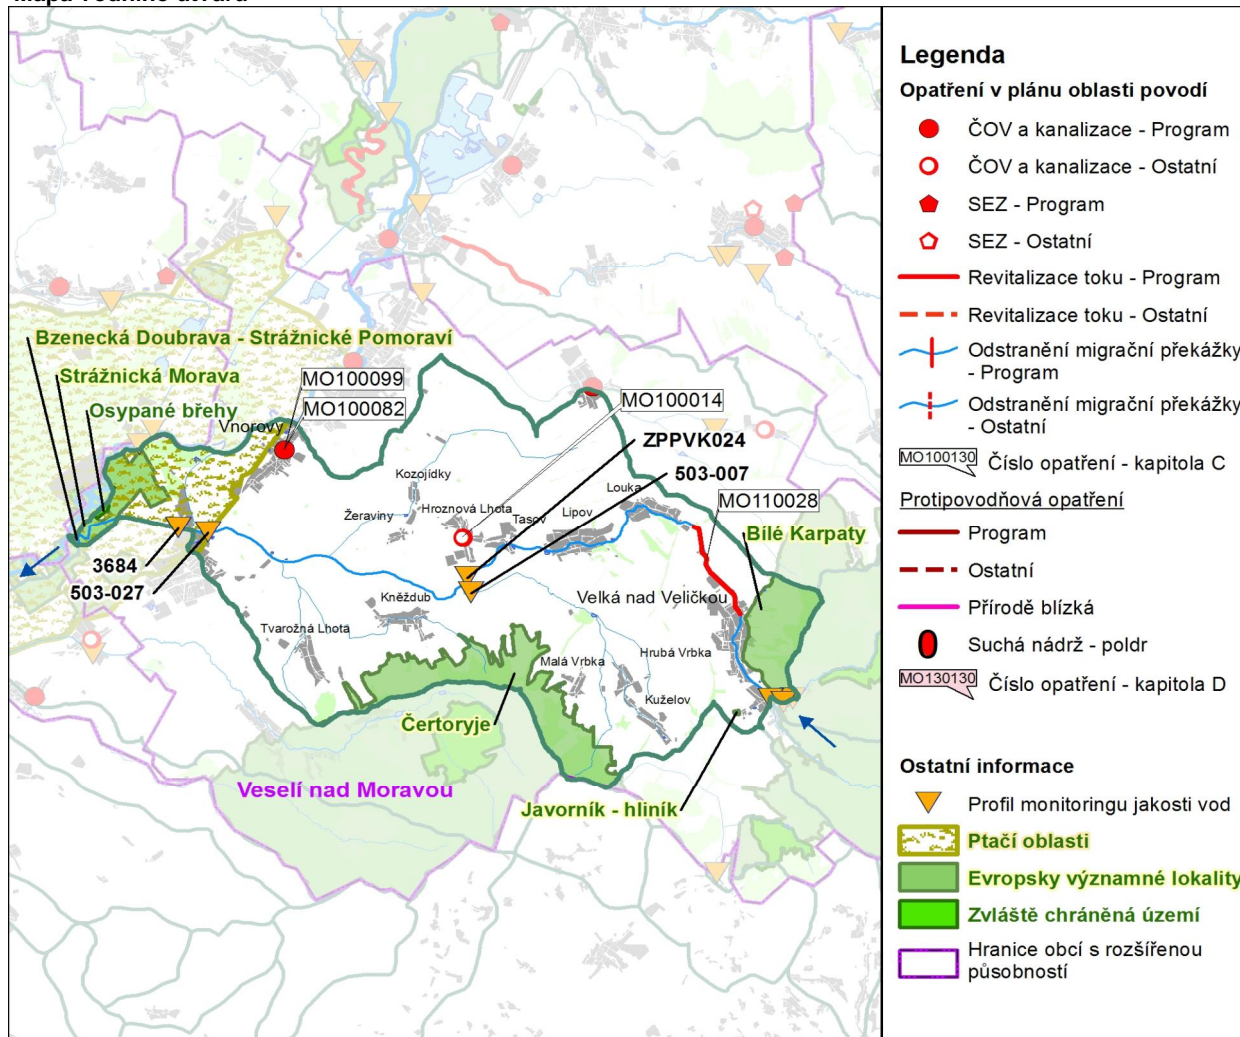 Mapa vodního útvaru
Bzenecká Doubrava - Strážnické Pomoraví
Strážnická Morava
Osypané břehy
Vnorovy
MO100099
MO100082
MO100014
ZPPVK024
503-007
MO110028
Bílé Karpaty
Kozojídky
Žeraviny
Hroznová Lhota
Tasov
Lipov
Louka
3684
503-027
Kněždub
Velká nad Veličkou
Tvarožná Lhota
Malá Vrbka
Hrubá Vrbka
Kuželov
Čertoryje
Veselí nad Moravou
Javorník - hliník
Legenda
Opatření v plánu oblasti povodí
ČOV a kanalizace - Program
ČOV a kanalizace - Ostatní
SEZ - Program
SEZ - Ostatní
Revitalizace toku - Program
Revitalizace toku - Ostatní
Odstranění migrační překážky
- Program
Odstranění migrační překážky
- Ostatní
MO100130 Číslo opatření - kapitola C
Protipovodňová opatření
Program
Ostatní
Přírodě blízká
Suchá nádrž - poldr
MO130130 Číslo opatření - kapitola D
Ostatní informace
Profil monitoringu jakosti vod
Ptačí oblasti
Evropsky významné lokality
Zvláště chráněná území
Hranice obcí s rozšířenou
působností